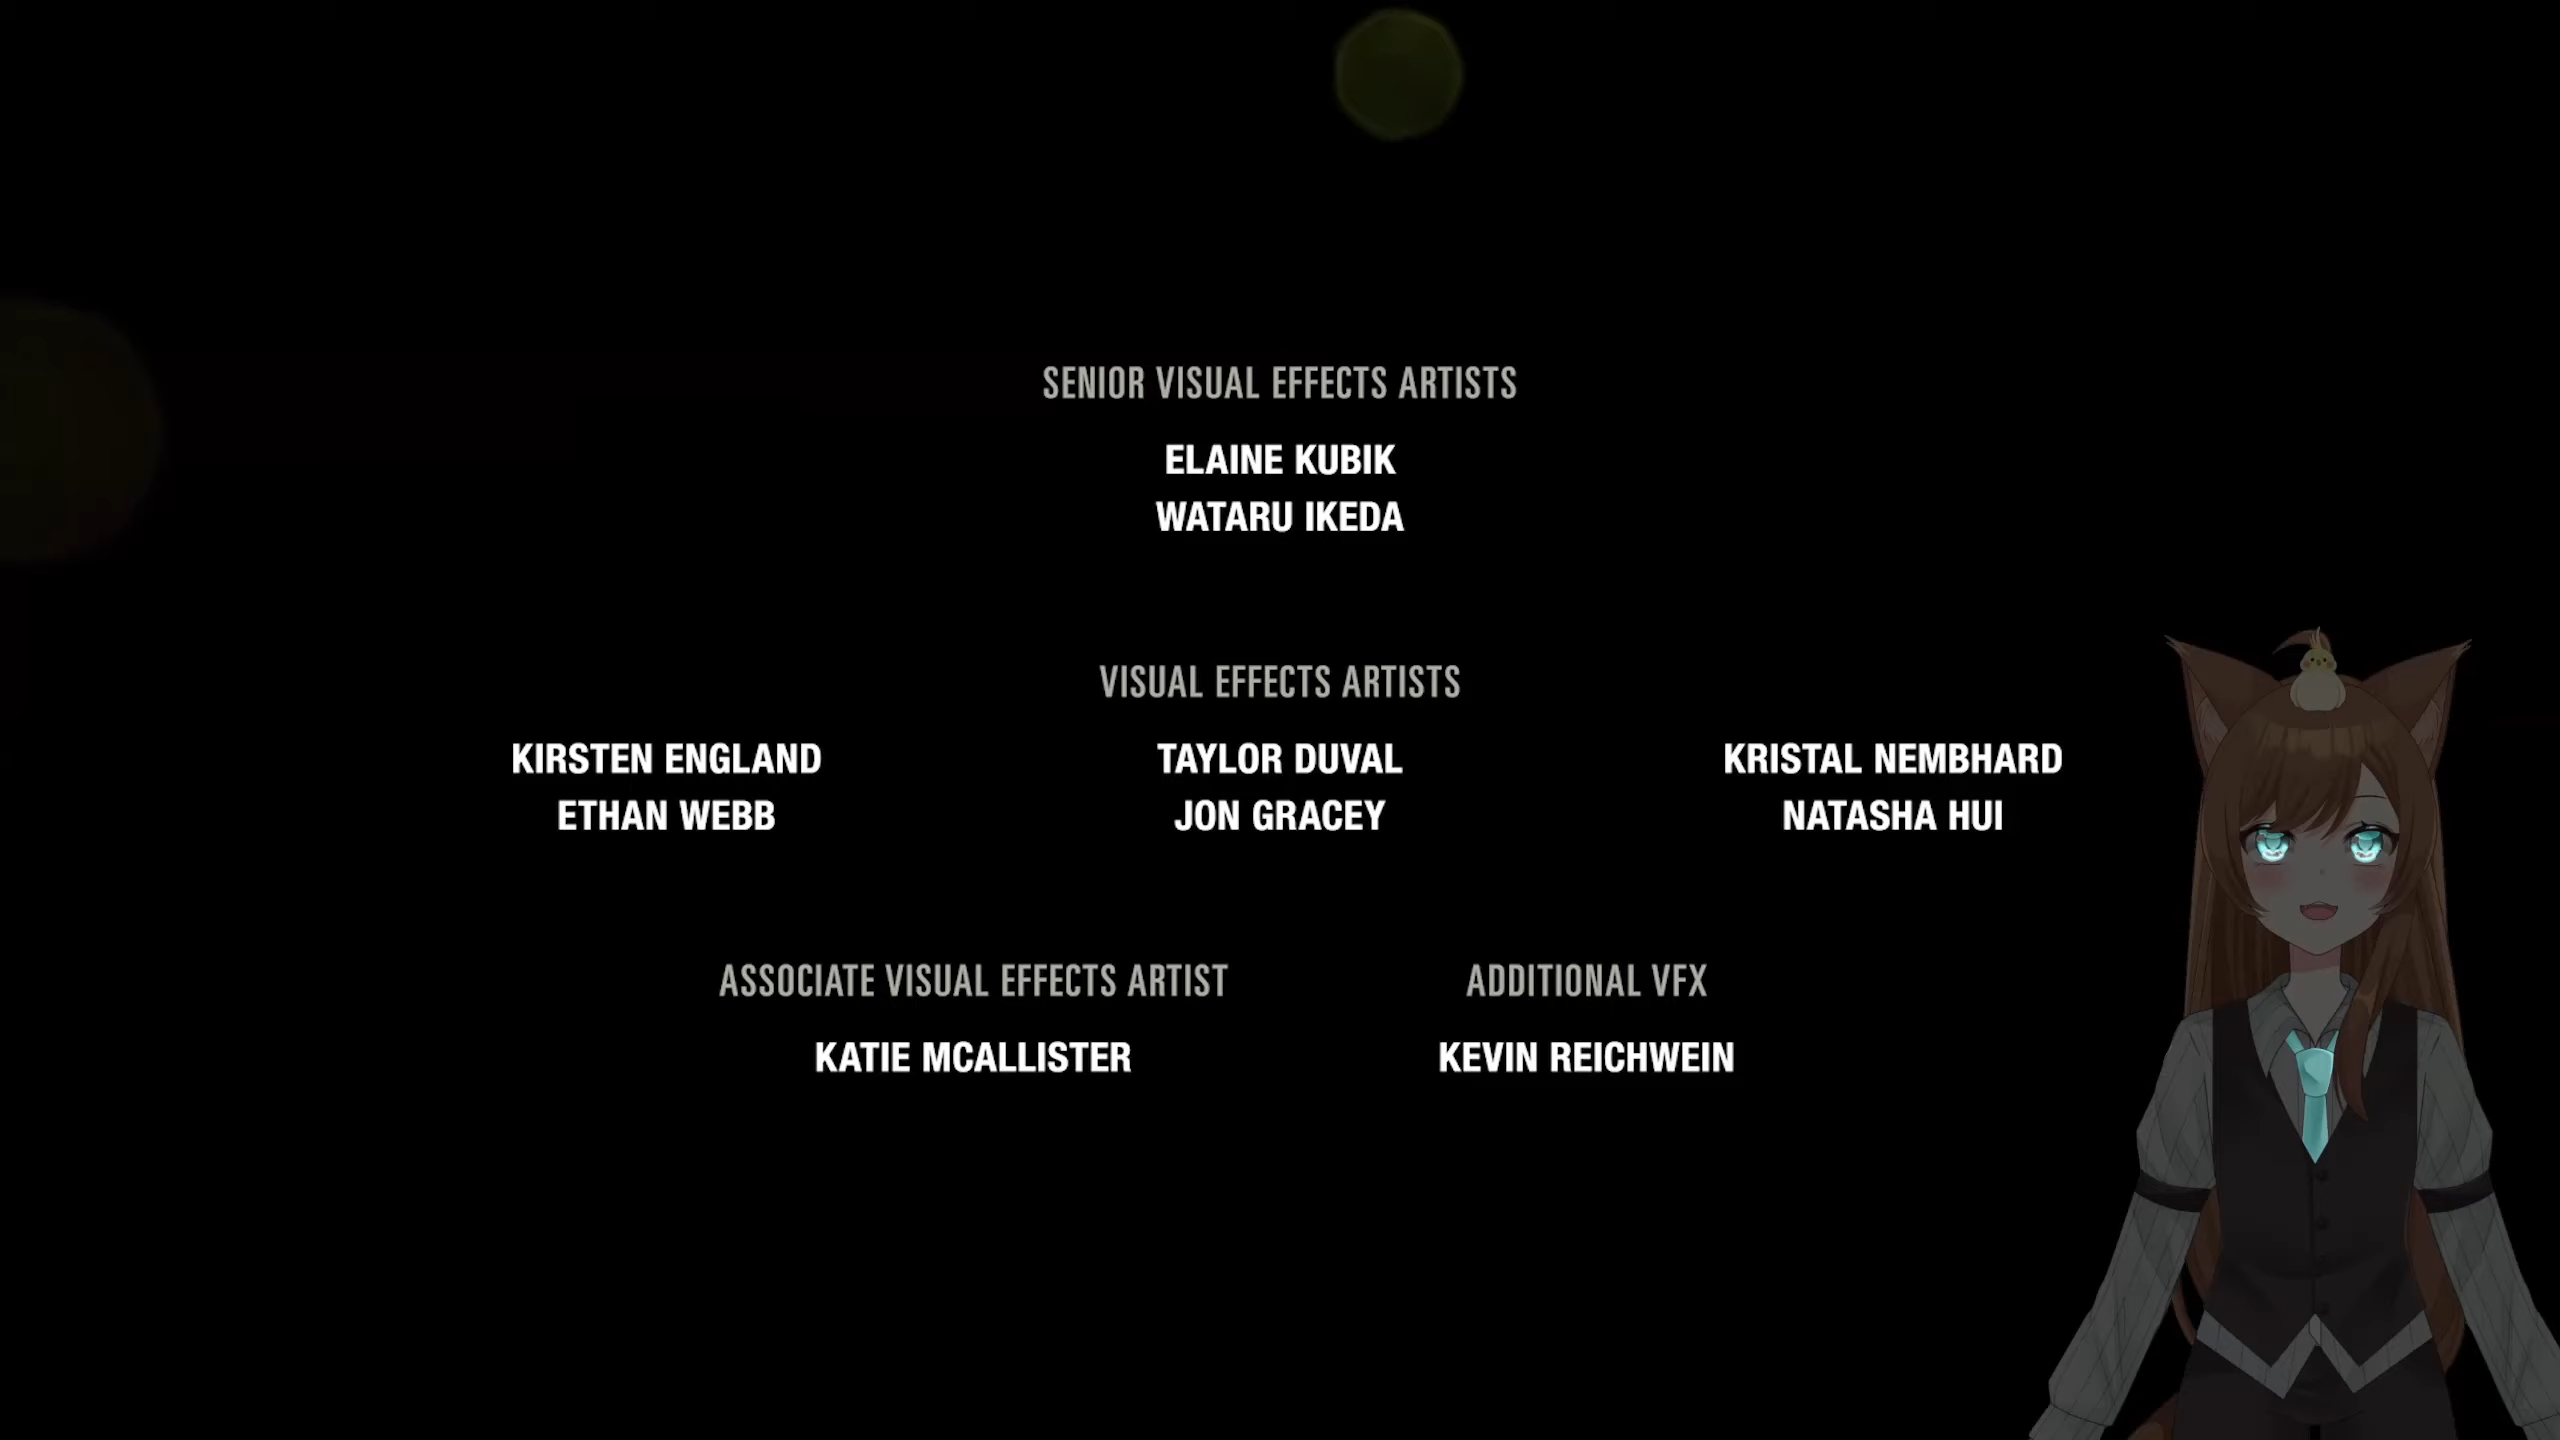 SENIOR VISUAL EFFECTS ARTISTS
ELAINE KUBIK
WATARU IKEDA
VISUAL EFFECTS ARTISTS
KIRSTEN ENGLAND TAYLOR DUVAL KRISTAL NEMBHARD
ETHAN WEBB JON GRACEY NATASHA HUI
ASSOCIATE VISUAL EFFECTS ARTIST ADDITIONAL VFX
KATIE MCALLISTER KEVIN REICHWEIN